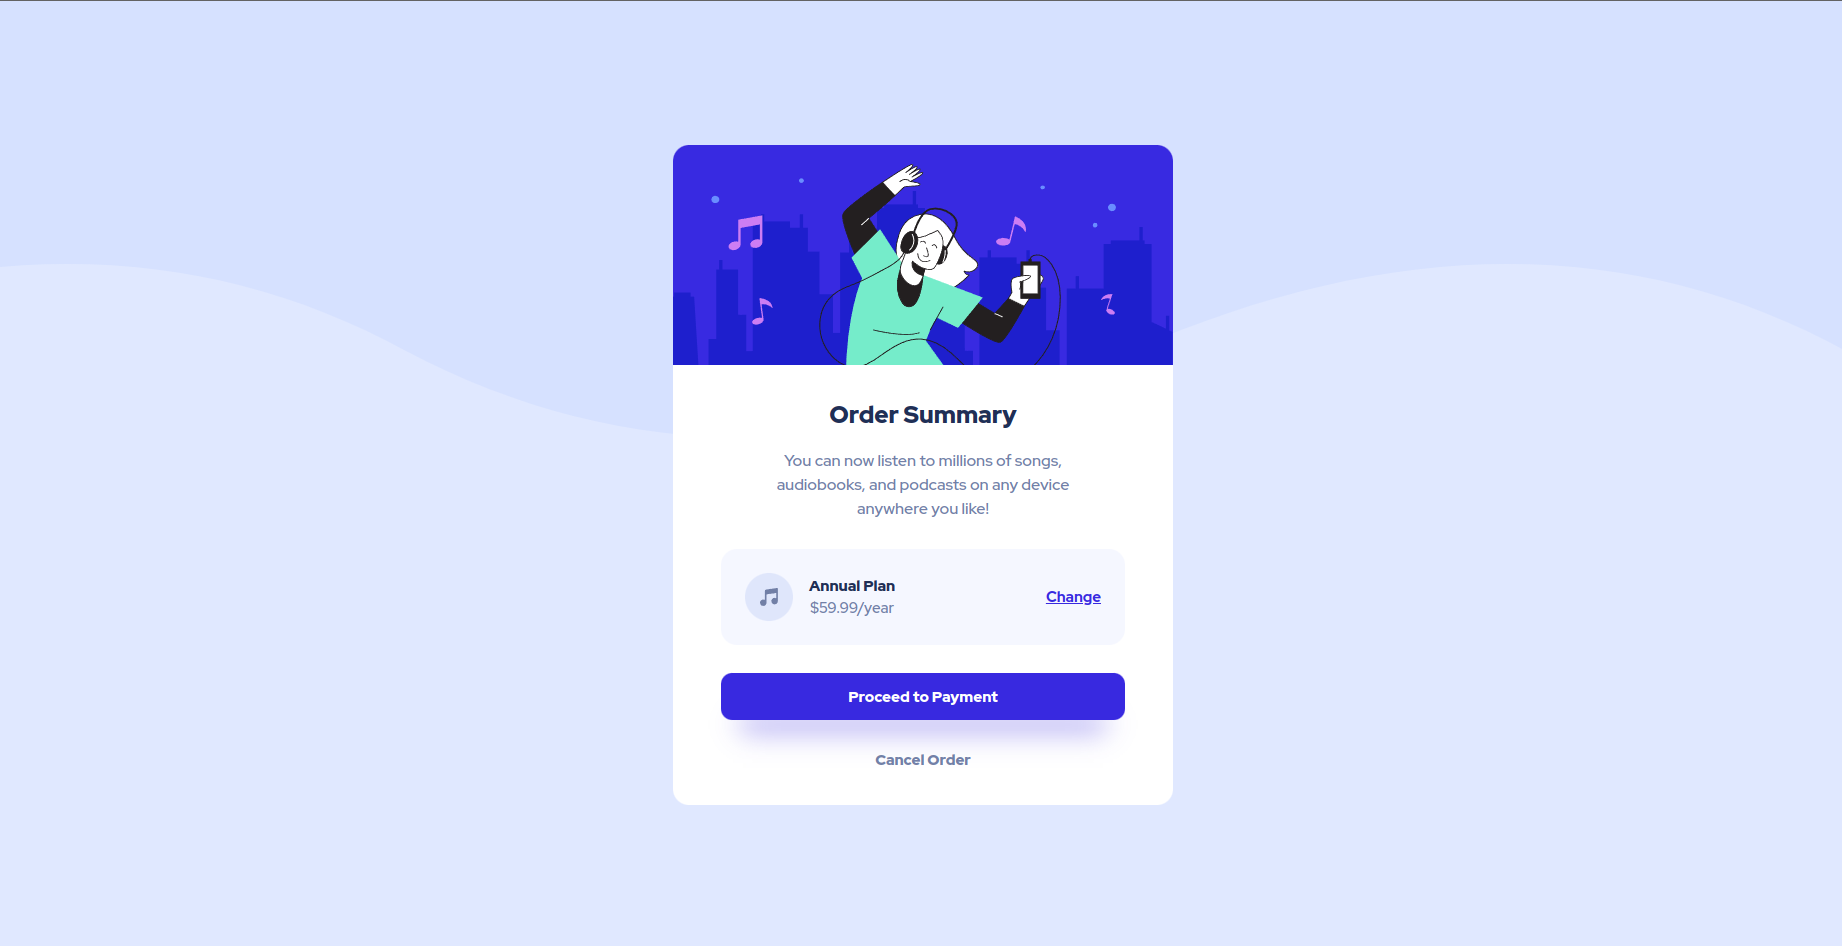 Order Summary
You can now listen to millions of songs,
audiobooks, and podcasts on any device
anywhere you like!
Annual Plan
$59.99/year
Change
Proceed to Payment
Cancel Order